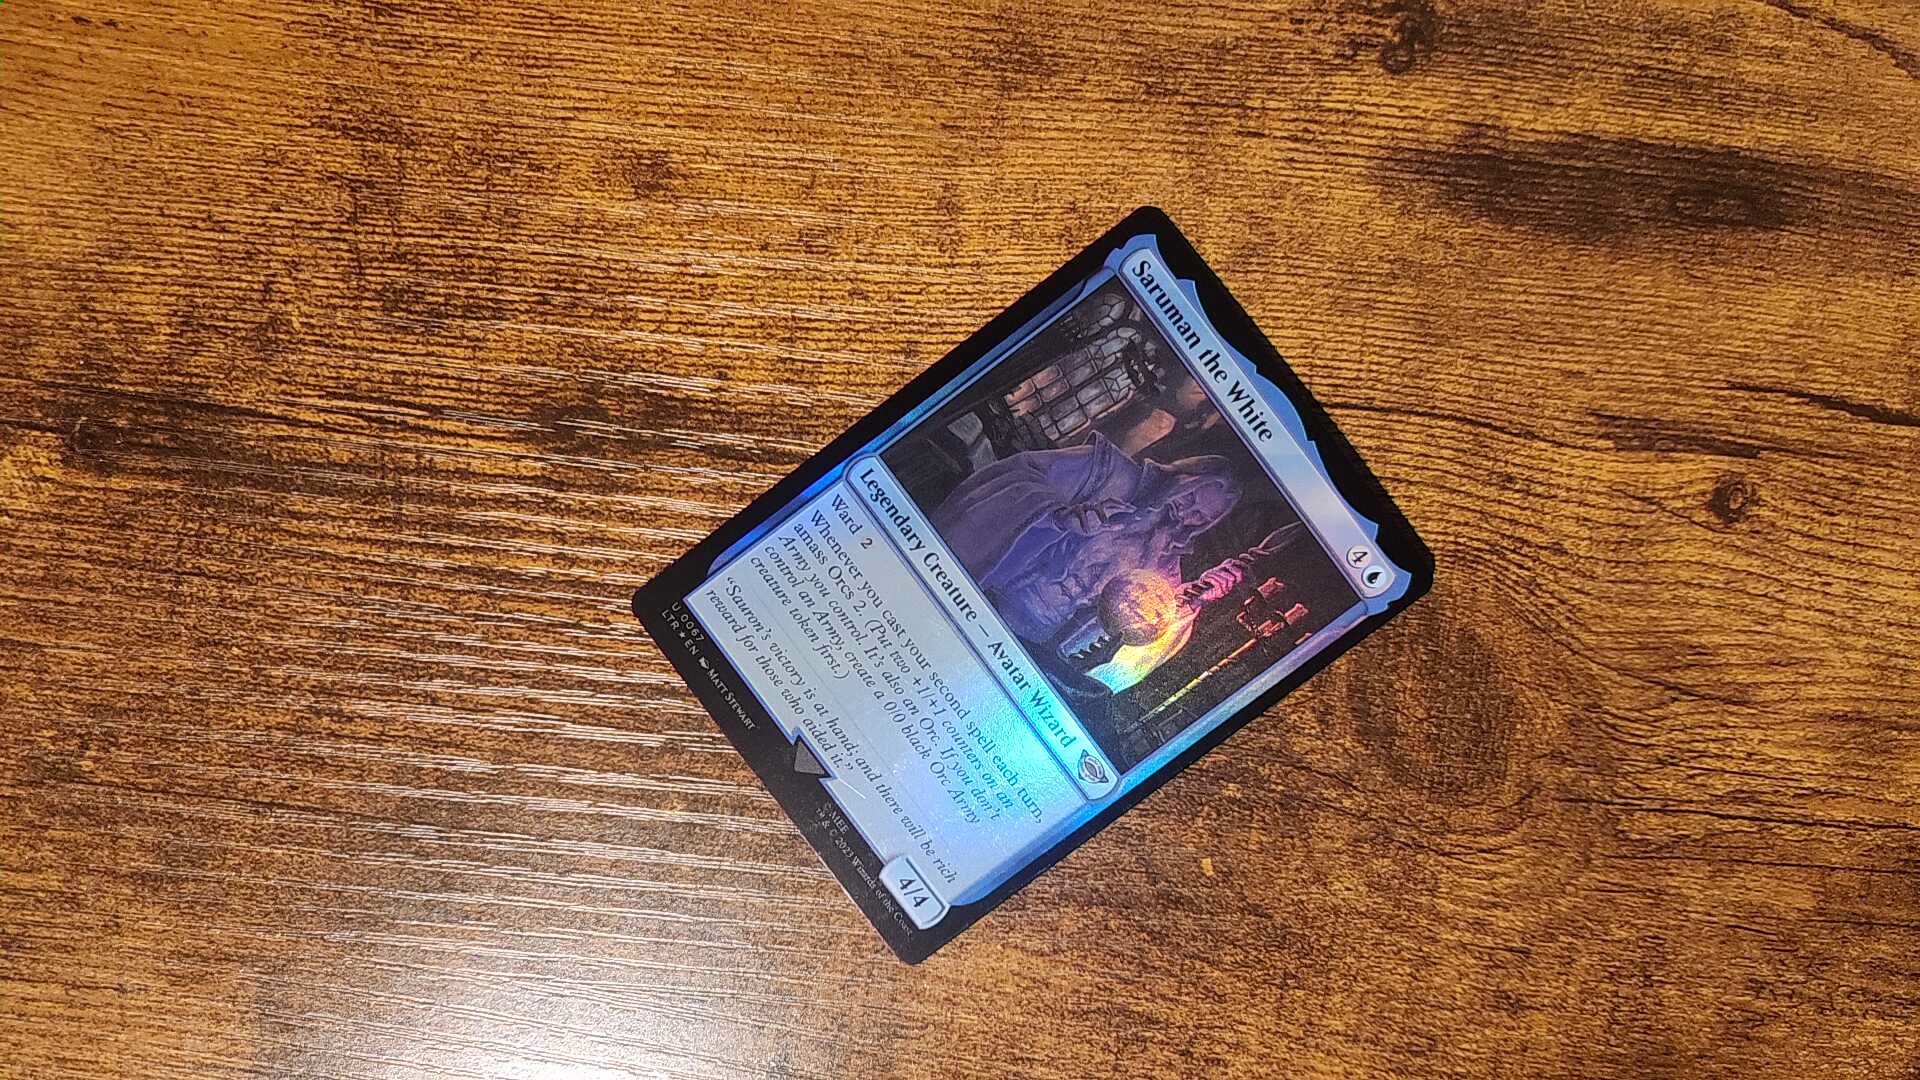 Saruman the White 4
Legendary Creature — Avatar Wizard
Ward 2
Whenever you cast your second spell each turn,
amass Orcs 2. (Put two +1/+1 counters on an
Army you control. It's also an Orc. If you don't
control an Army, create a 0/0 black Orc Army
creature token first.)
"Sauron's victory is at hand; and there will be rich
reward for those who aided it."
4/4
U 0067
LTR ★ EN MATT STEWART
© MEE
TM & © 2023 Wizards of the Coast